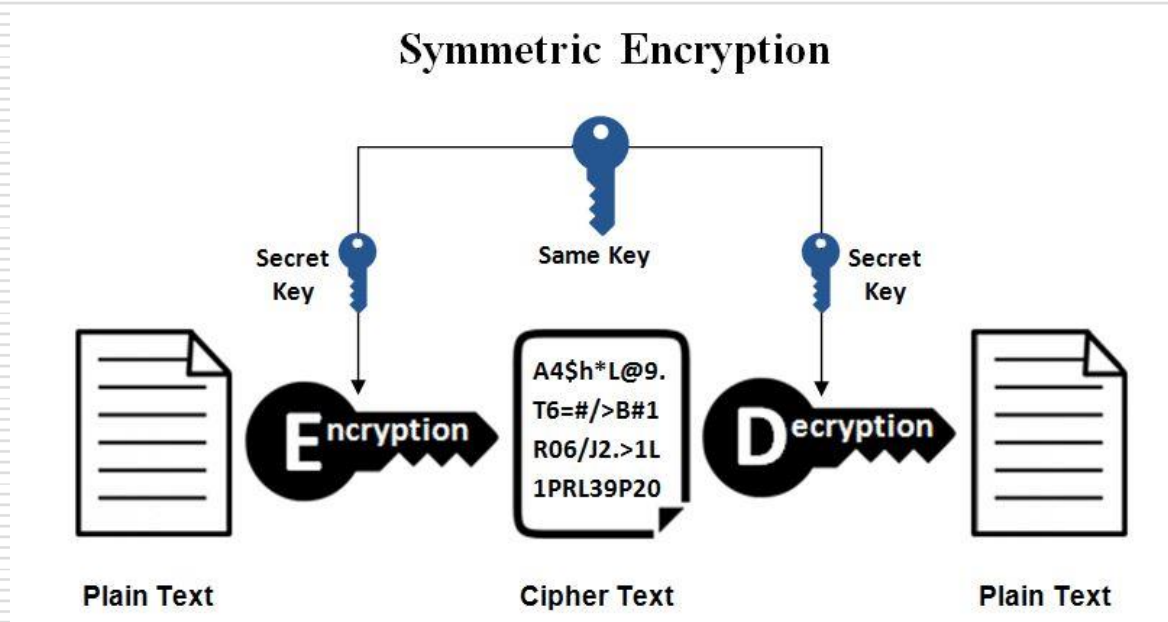 Symmetric Encryption
Secret
Key
Same Key
Secret
Key
Encryption
A4$h*L@9.
T6=#/>B#1
R06/J2.>1L
1PRL39P20
Decryption
Plain Text
Cipher Text
Plain Text